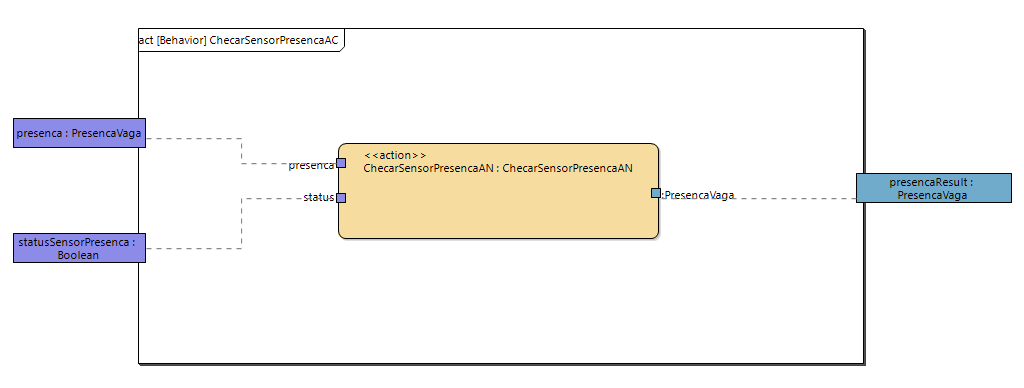 act [Behavior] ChecarSensorPresencaAC
presenca : PresencaVaga
<<action>>
ChecarSensorPresencaAN : ChecarSensorPresencaAN
presenca
status
:PresencaVaga
presencaResult :
PresencaVaga
statusSensorPresenca :
Boolean